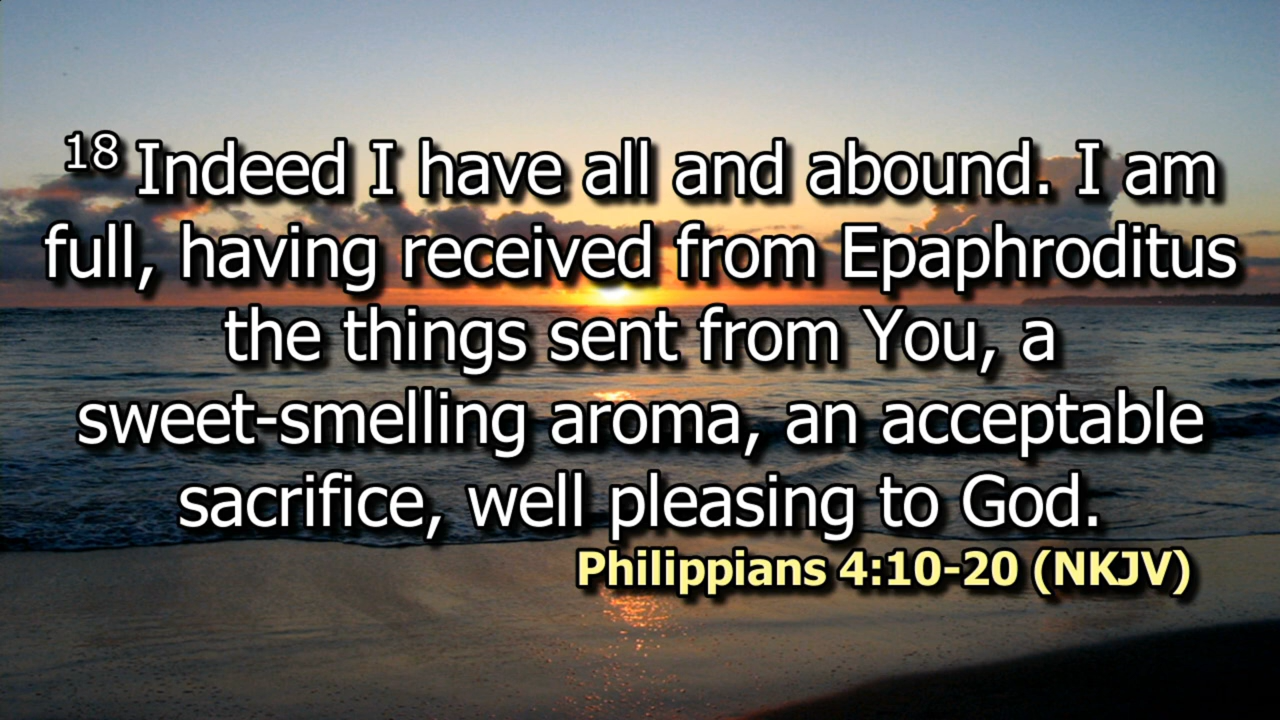 18 Indeed I have all and abound. I am
full, having received from Epaphroditus
the things sent from You, a
sweet-smelling aroma, an acceptable
sacrifice, well pleasing to God.
Philippians 4:10-20 (NKJV)